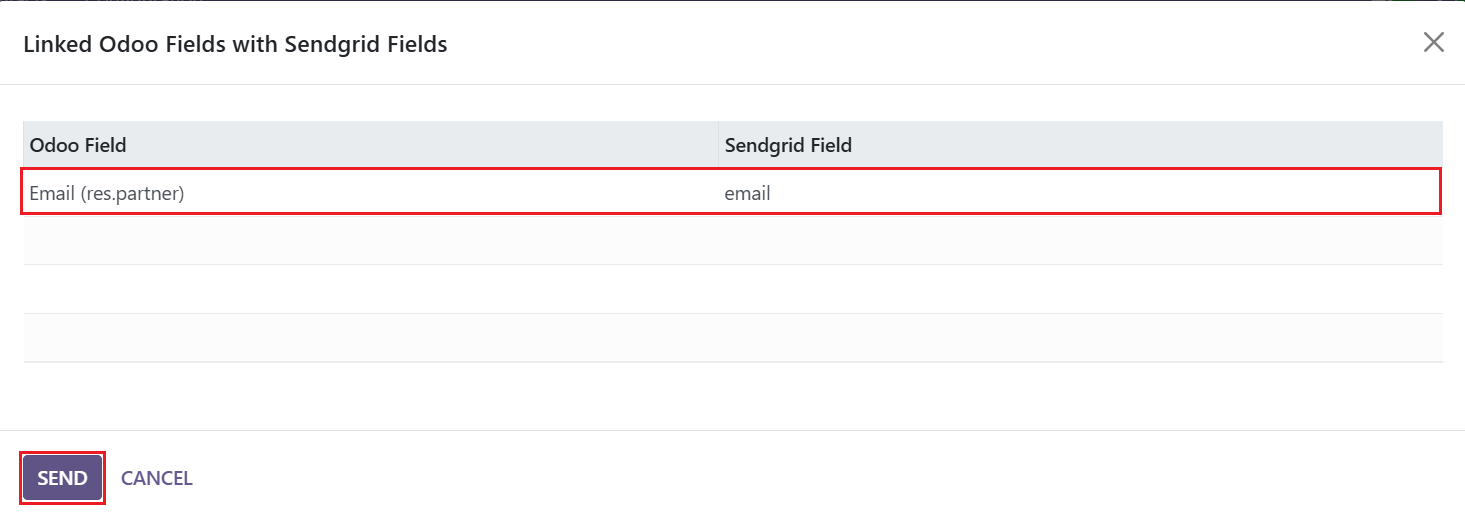 Linked Odoo Fields with Sendgrid Fields
Odoo Field Sendgrid Field
Email (res.partner) email
SEND CANCEL